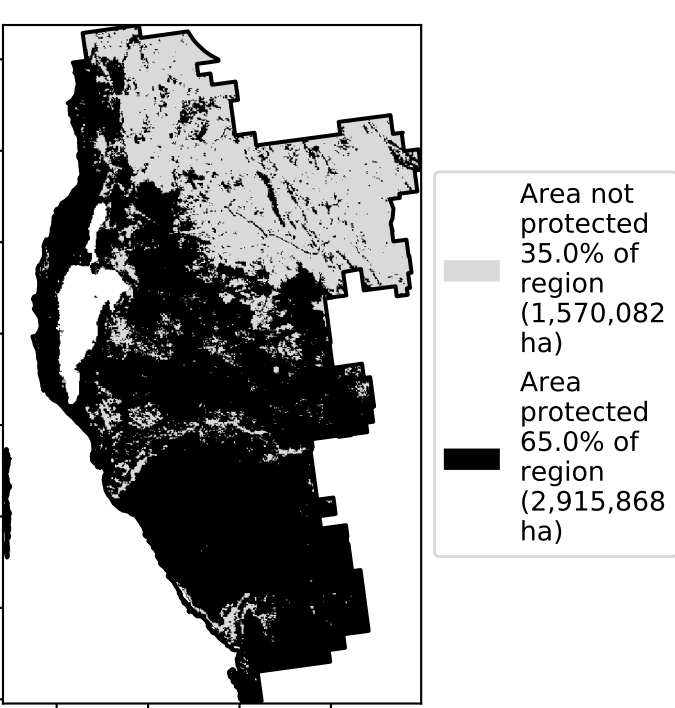 Area not
protected
35.0% of
region
(1,570,082
ha)
Area
protected
65.0% of
region
(2,915,868
ha)